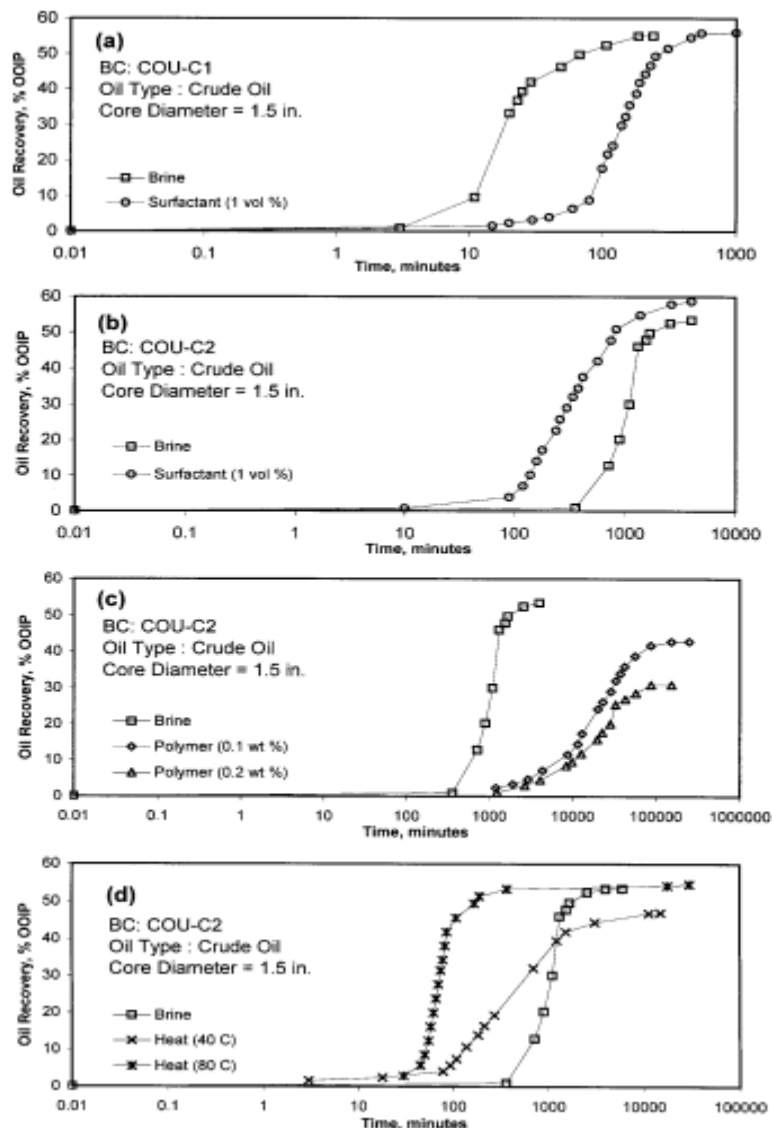 60
50
40
30
20
10
0
Oil Recovery, % OOIP
(a)
BC: COU-C1
Oil Type : Crude Oil
Core Diameter = 1.5 in.
Brine
Surfactant (1 vol %)
0.01 0.1 1 10 100 1000
Time, minutes
60
50
40
30
20
10
0
Oil Recovery, % OOIP
(b)
BC: COU-C2
Oil Type : Crude Oil
Core Diameter = 1.5 in.
Brine
Surfactant (1 vol %)
0.01 0.1 1 10 100 1000 10000
Time, minutes
60
50
40
30
20
10
0
Oil Recovery, % OOIP
(c)
BC: COU-C2
Oil Type : Crude Oil
Core Diameter = 1.5 in.
Brine
Polymer (0.1 wt %)
Polymer (0.2 wt %)
0.01 0.1 1 10 100 1000 10000 100000 1000000
Time, minutes
60
50
40
30
20
10
0
Oil Recovery, % OOIP
(d)
BC: COU-C2
Oil Type : Crude Oil
Core Diameter = 1.5 in.
Brine
Heat (40 C)
Heat (80 C)
0.01 0.1 1 10 100 1000 10000 100000
Time, minutes